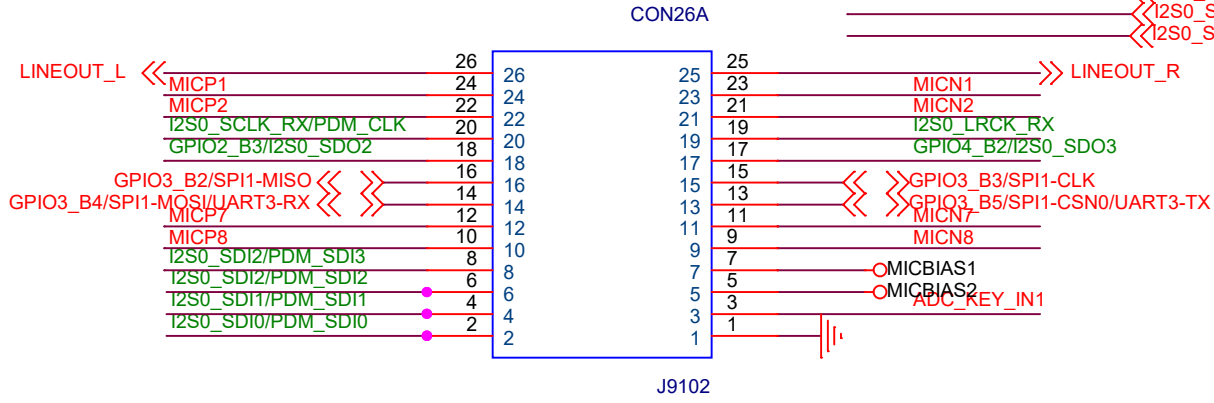 CON26A
I2S0_S
I2S0_S
LINEOUT_L 26 26 25 25 LINEOUT_R
MICP1 24 24 23 23 MICN1
MICP2 22 22 21 21 MICN2
I2S0_SCLK_RX/PDM_CLK 20 20 19 19 I2S0_LRCK_RX
GPIO2_B3/I2S0_SDO2 18 18 17 17 GPIO4_B2/I2S0_SDO3
GPIO3_B2/SPI1-MISO 16 16 15 15 GPIO3_B3/SPI1-CLK
GPIO3_B4/SPI1-MOSI/UART3-RX 14 14 13 13 GPIO3_B5/SPI1-CSN0/UART3-TX
MICP7 12 12 11 11 MICN7
MICP8 10 10 9 9 MICN8
I2S0_SDI2/PDM_SDI3 8 8 7 7 MICBIAS1
I2S0_SDI2/PDM_SDI2 6 6 5 5 MICBIAS2
I2S0_SDI1/PDM_SDI1 4 4 3 3 ADC_KEY_IN1
I2S0_SDI0/PDM_SDI0 2 2 1 1
J9102